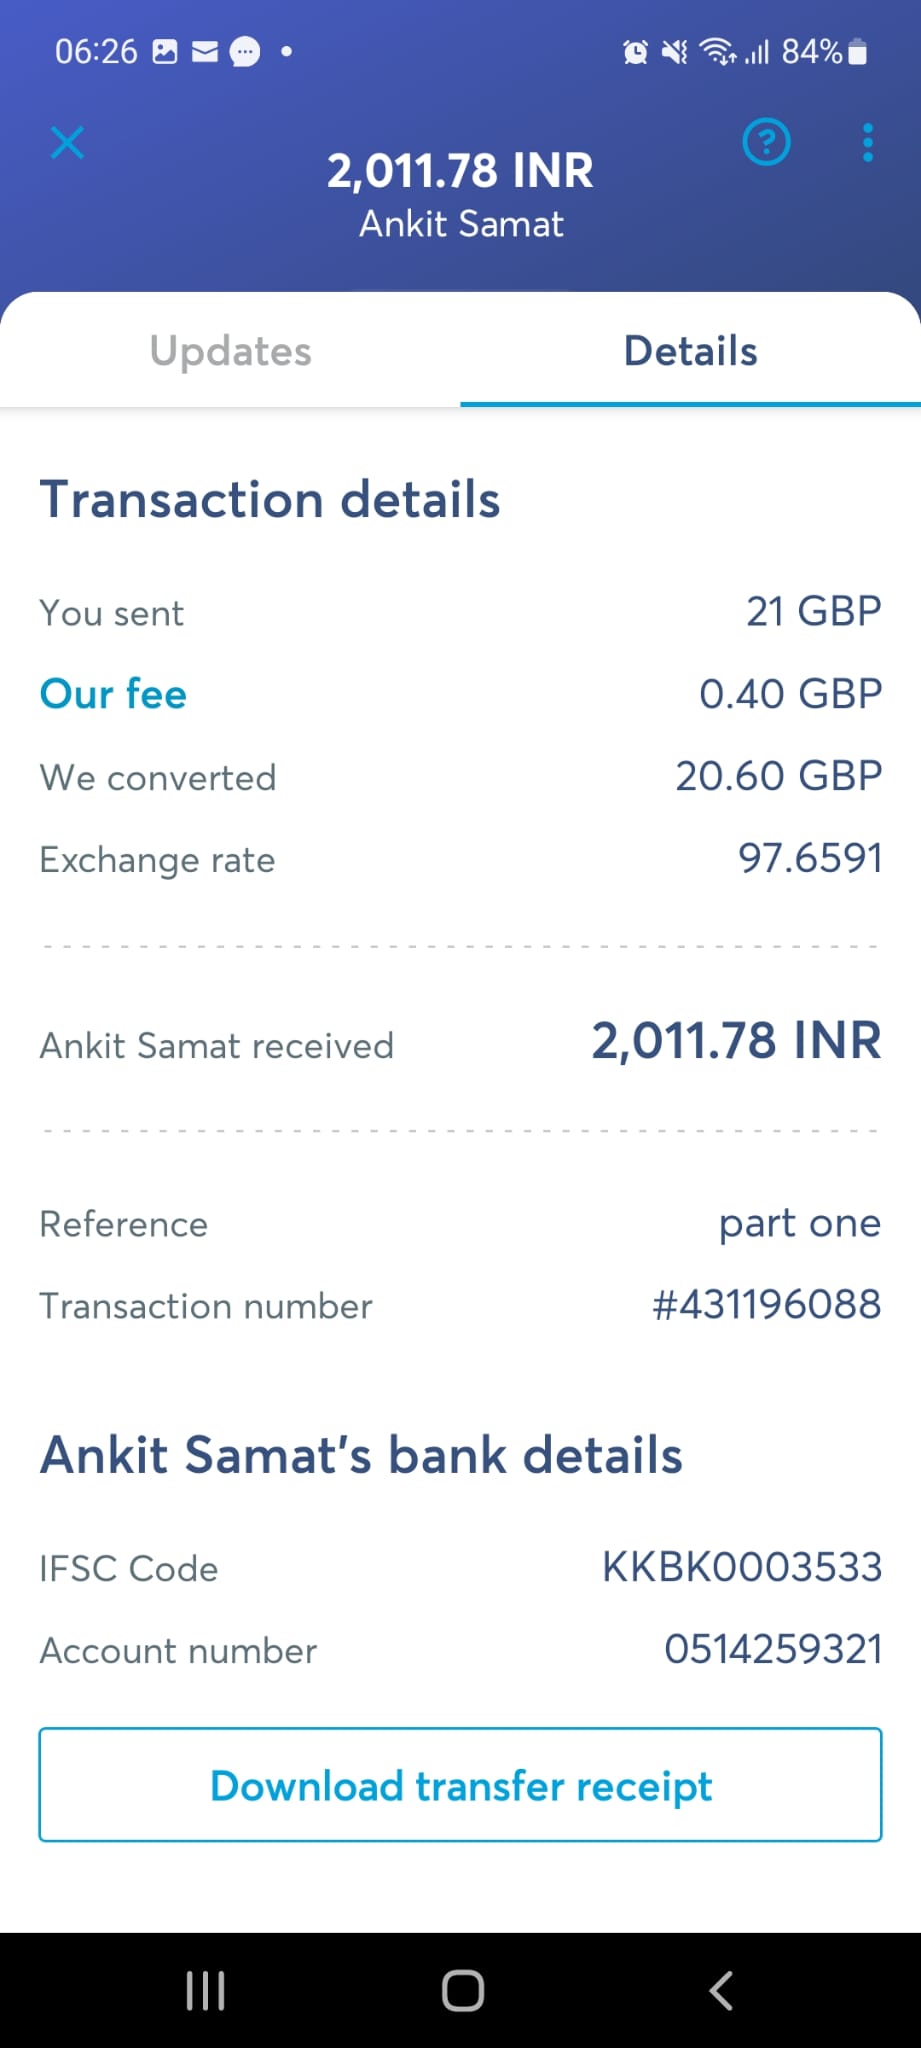 06:26
84%
2,011.78 INR
Ankit Samat
Updates Details
Transaction details
You sent 21 GBP
Our fee 0.40 GBP
We converted 20.60 GBP
Exchange rate 97.6591
Ankit Samat received 2,011.78 INR
Reference part one
Transaction number #431196088
Ankit Samat's bank details
IFSC Code KKBK0003533
Account number 0514259321
Download transfer receipt